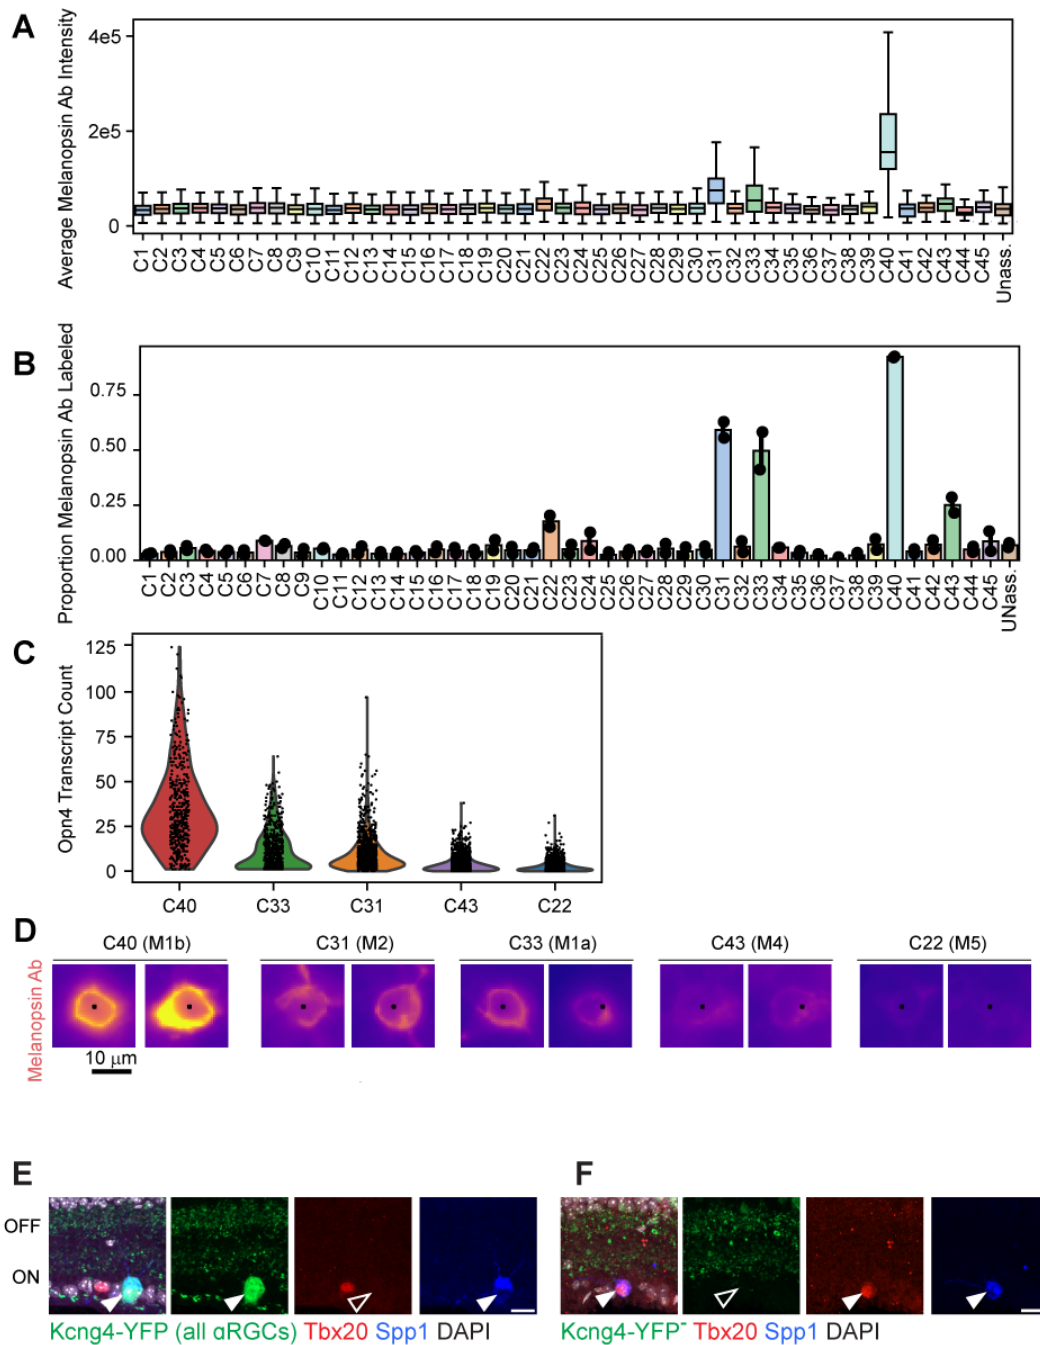 A
Average Melanopsin Ab Intensity
4e5
2e5
0
C1 C2 C3 C4 C5 C6 C7 C8 C9 C10 C11 C12 C13 C14 C15 C16 C17 C18 C19 C20 C21 C22 C23 C24 C25 C26 C27 C28 C29 C30 C31 C32 C33 C34 C35 C36 C37 C38 C39 C40 C41 C42 C43 C44 C45 Unass.
B
Proportion Melanopsin Ab Labeled
0.75
0.50
0.25
0.00
C1 C2 C3 C4 C5 C6 C7 C8 C9 C10 C11 C12 C13 C14 C15 C16 C17 C18 C19 C20 C21 C22 C23 C24 C25 C26 C27 C28 C29 C30 C31 C32 C33 C34 C35 C36 C37 C38 C39 C40 C41 C42 C43 C44 C45 UNass.
C
Opn4 Transcript Count
125
100
75
50
25
0
C40 C33 C31 C43 C22
D
C40 (M1b) C31 (M2) C33 (M1a) C43 (M4) C22 (M5)
Melanopsin Ab
10 μm
E
OFF
ON
Kcng4-YFP (all αRGCs) Tbx20 Spp1 DAPI
F
Kcng4-YFP⁻ Tbx20 Spp1 DAPI